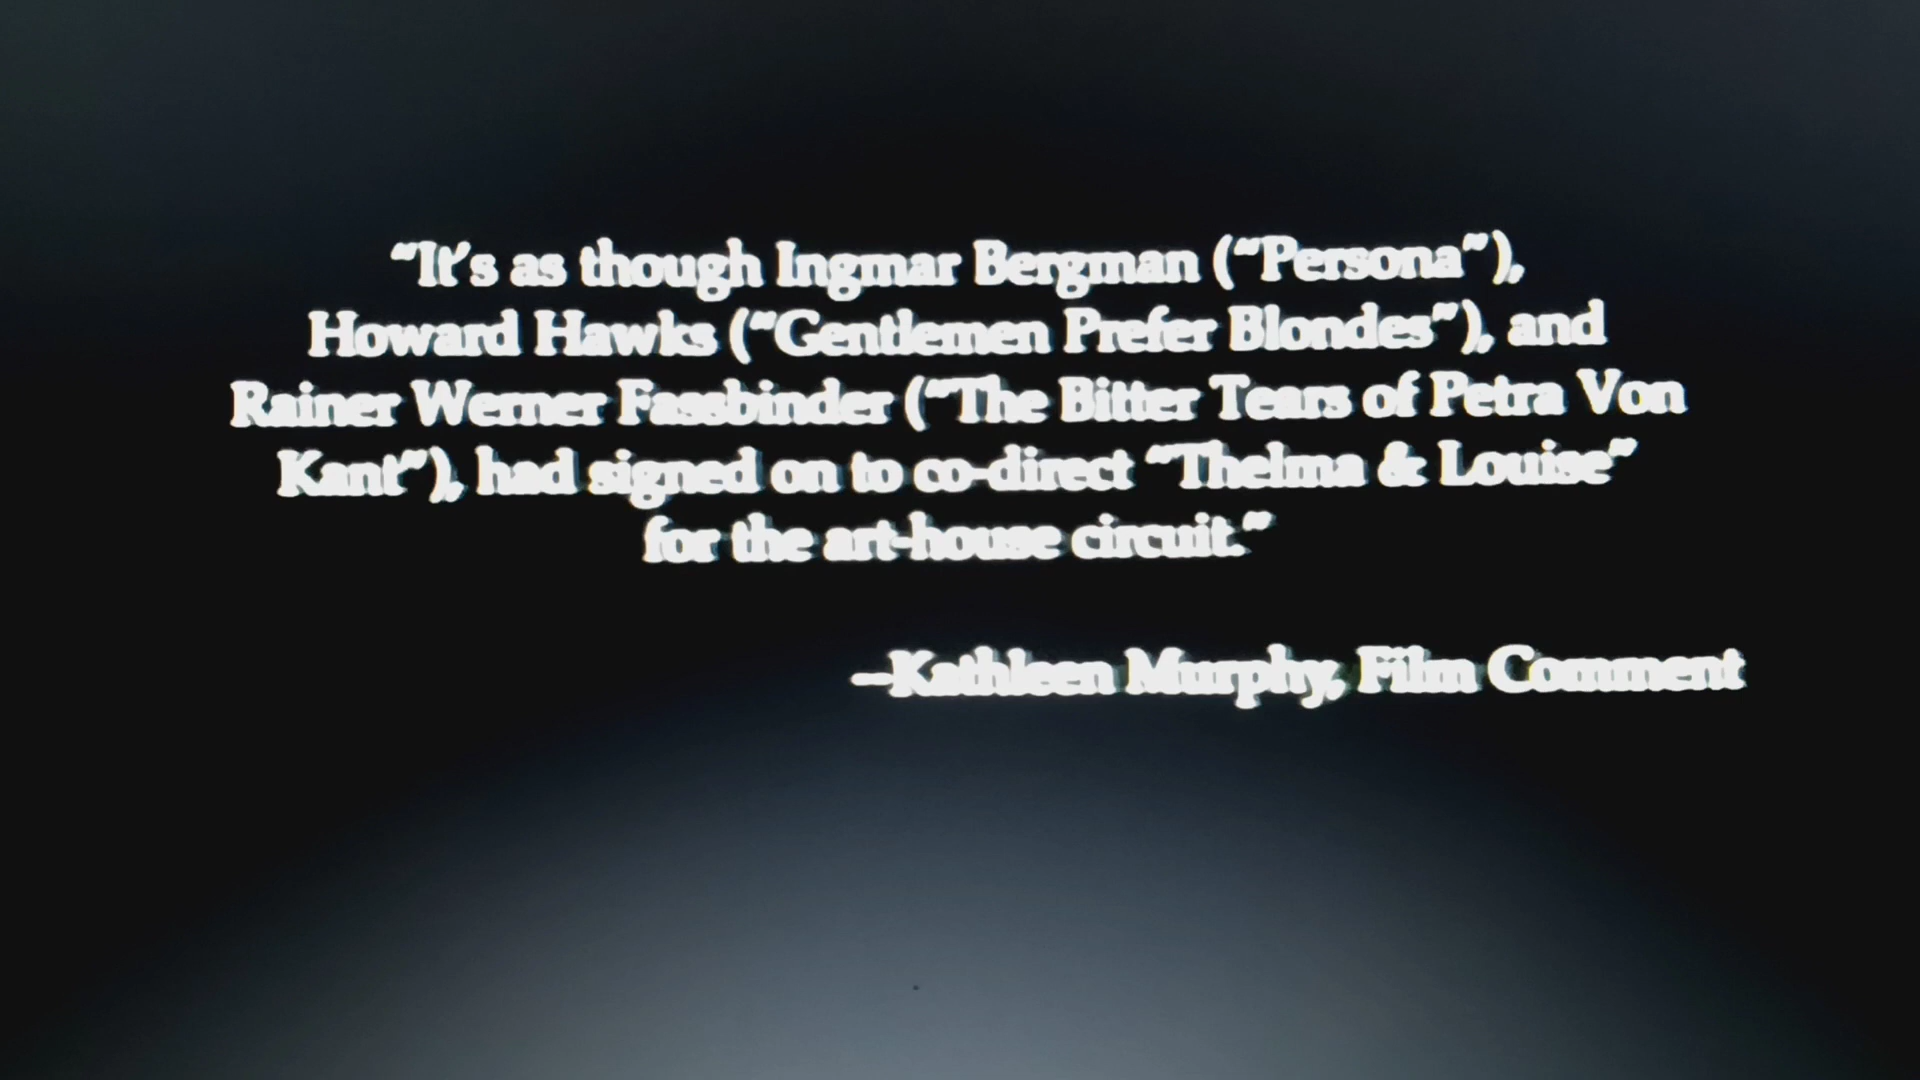 “It’s as though Ingmar Bergman (“Persona”),
Howard Hawks (“Gentlemen Prefer Blondes”), and
Rainer Werner Fassbinder (“The Bitter Tears of Petra Von
Kant”), had signed on to co-direct “Thelma & Louise”
for the art-house circuit.”
–Kathleen Murphy, Film Comment